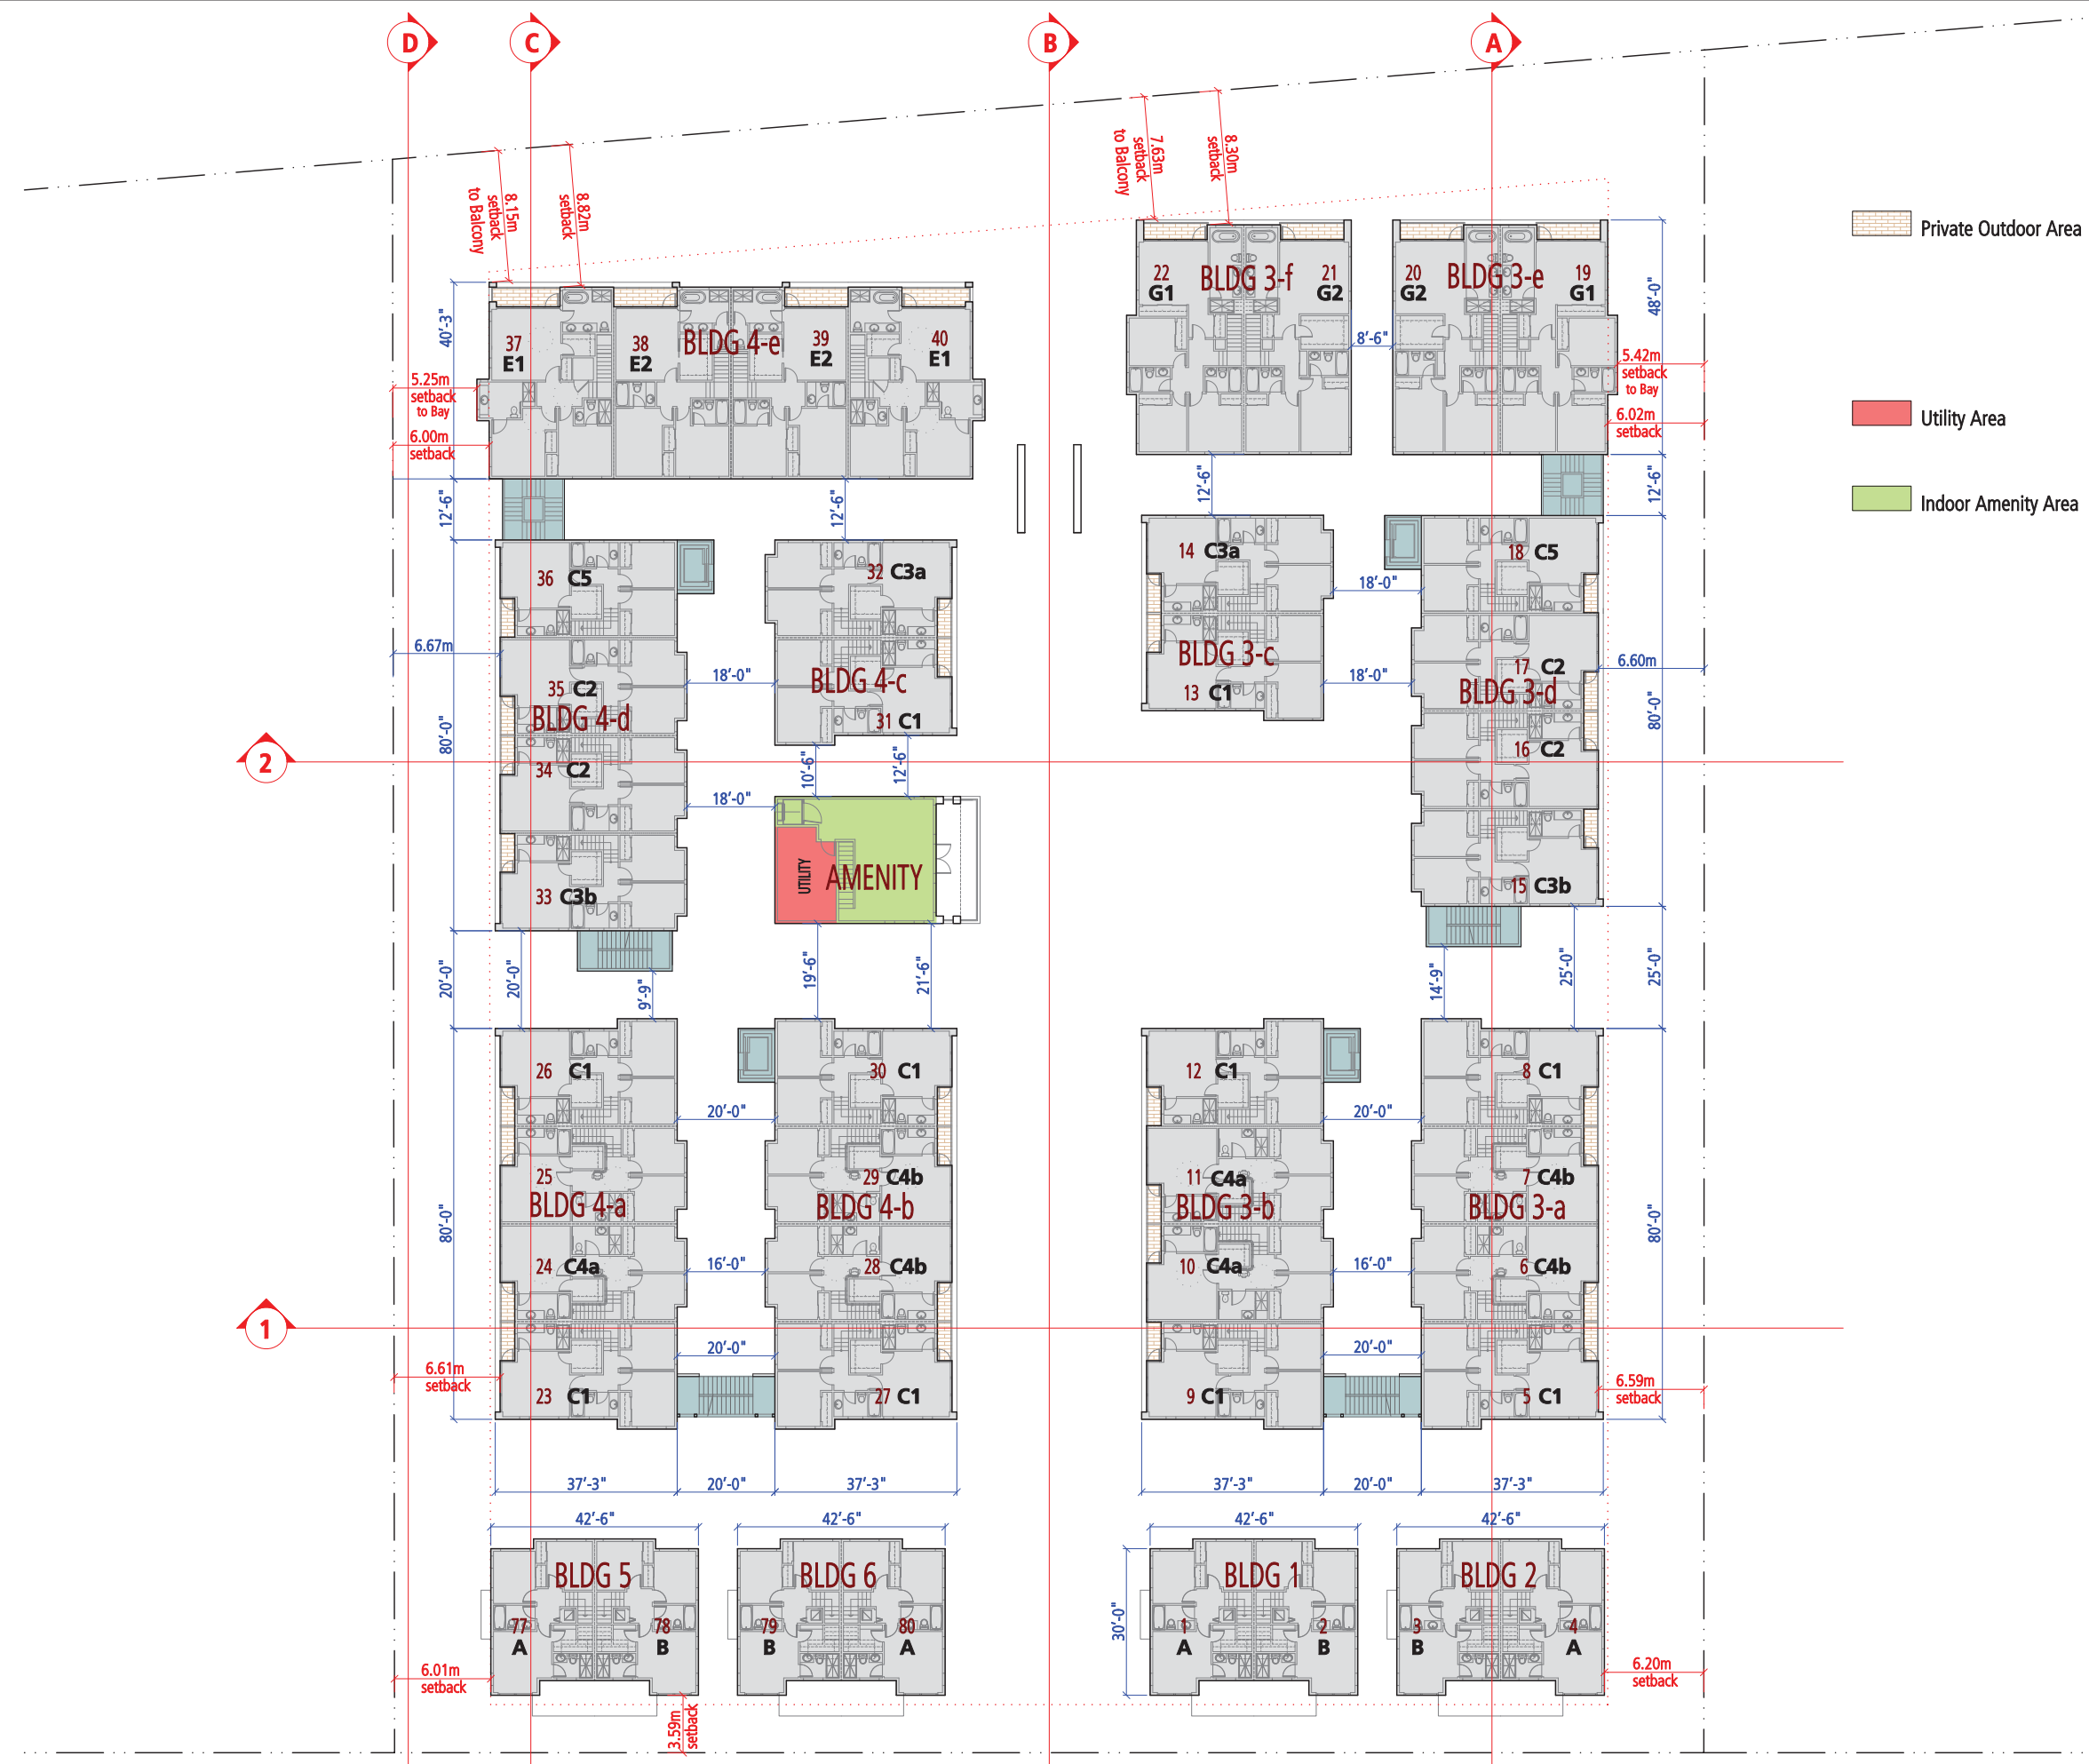 D
C
B
A
7.63m
setback
to Balcony
8.30m
setback
8.15m
setback
to Balcony
8.82m
setback
Private Outdoor Area
Utility Area
Indoor Amenity Area
22
G1
BLDG 3-f
21
G2
20
G2
BLDG 3-e
19
G1
48'-0"
8'-6"
40'-3"
37
E1
38
E2
BLDG 4-e
39
E2
40
E1
5.42m
setback
to Bay
6.02m
setback
5.25m
setback
to Bay
6.00m
setback
12'-6"
12'-6"
12'-6"
12'-6"
36 C5
32 C3a
14 C3a
18 C5
18'-0"
6.67m
18'-0"
BLDG 4-c
BLDG 3-c
18'-0"
17 C2
6.60m
35 C2
BLDG 4-d
80'-0"
31 C1
13 C1
BLDG 3-d
80'-0"
2
34 C2
10'-6"
12'-6"
16 C2
18'-0"
33 C3b
UTILITY
AMENITY
15 C3b
20'-0"
20'-0"
9'-9"
19'-6"
21'-6"
14'-9"
25'-0"
25'-0"
26 C1
30 C1
12 C1
8 C1
20'-0"
20'-0"
25
29 C4b
11 C4a
7 C4b
80'-0"
BLDG 4-a
BLDG 4-b
BLDG 3-b
BLDG 3-a
80'-0"
24 C4a
16'-0"
28 C4b
10 C4a
16'-0"
6 C4b
1
20'-0"
20'-0"
6.61m
setback
23 C1
27 C1
9 C1
5 C1
6.59m
setback
37'-3"
20'-0"
37'-3"
37'-3"
20'-0"
37'-3"
42'-6"
42'-6"
42'-6"
42'-6"
BLDG 5
BLDG 6
BLDG 1
BLDG 2
30'-0"
77
A
78
B
79
B
80
A
1
A
2
B
3
B
4
A
6.01m
setback
6.20m
setback
3.59m
setback